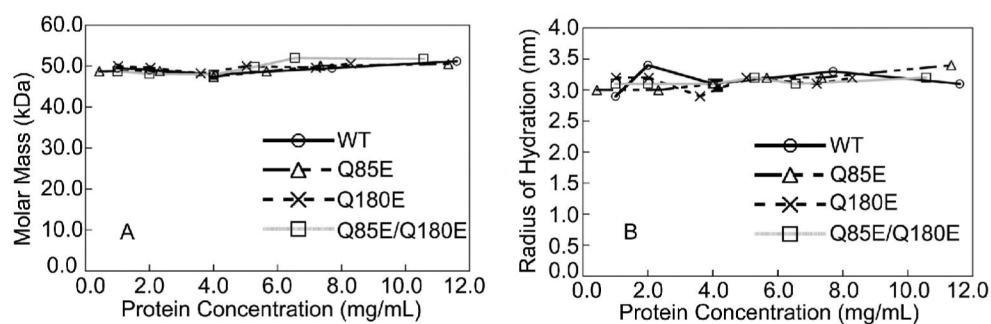 60.0
50.0
40.0
30.0
20.0
10.0
0.0
Molar Mass (kDa)
WT
Q85E
Q180E
Q85E/Q180E
A
0.0 2.0 4.0 6.0 8.0 10.0 12.0
Protein Concentration (mg/mL)
4.0
3.5
3.0
2.5
2.0
1.5
1.0
0.5
0.0
Radius of Hydration (nm)
WT
Q85E
Q180E
Q85E/Q180E
B
0.0 2.0 4.0 6.0 8.0 10.0 12.0
Protein Concentration (mg/mL)